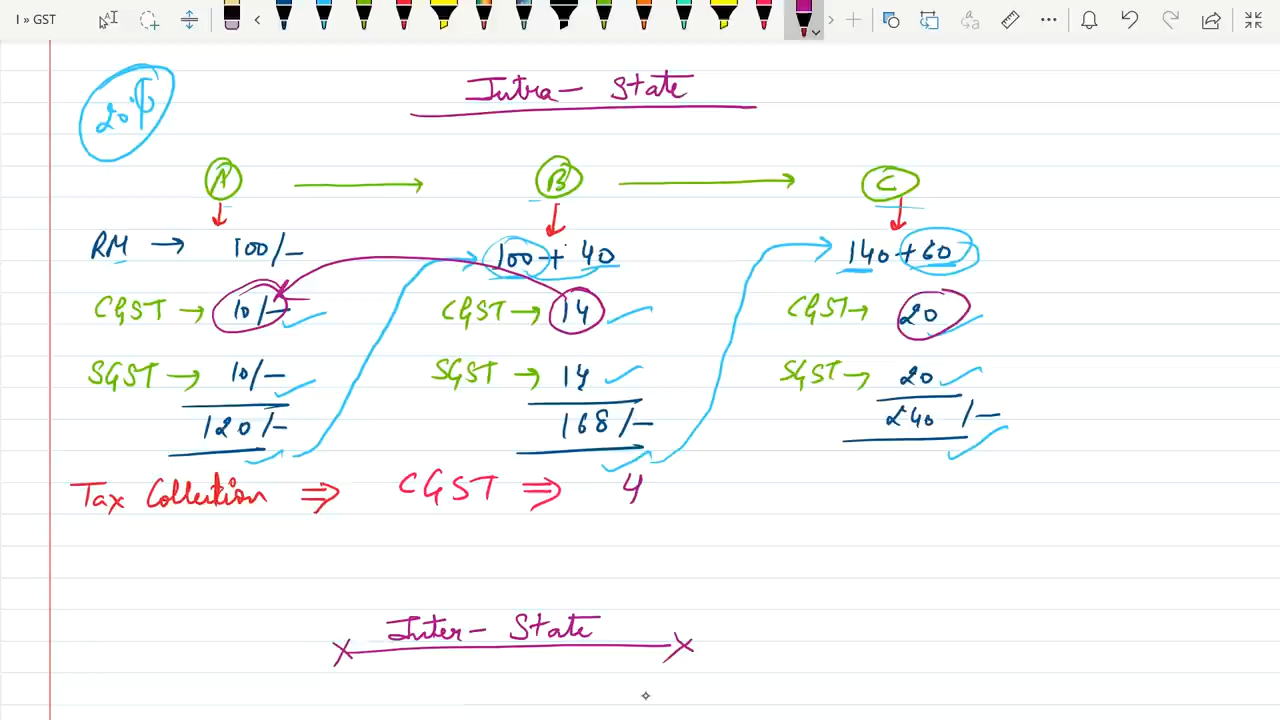 I » GST
Intra - State
20%
A B C
RM → 100/- 100 + 40 140 + 60
CGST → 10/- CGST → 14 CGST → 20
SGST → 10/- SGST → 14 SGST → 20
120/- 168/- 240/-
Tax Collection ⇒ CGST ⇒ 4
Inter - State